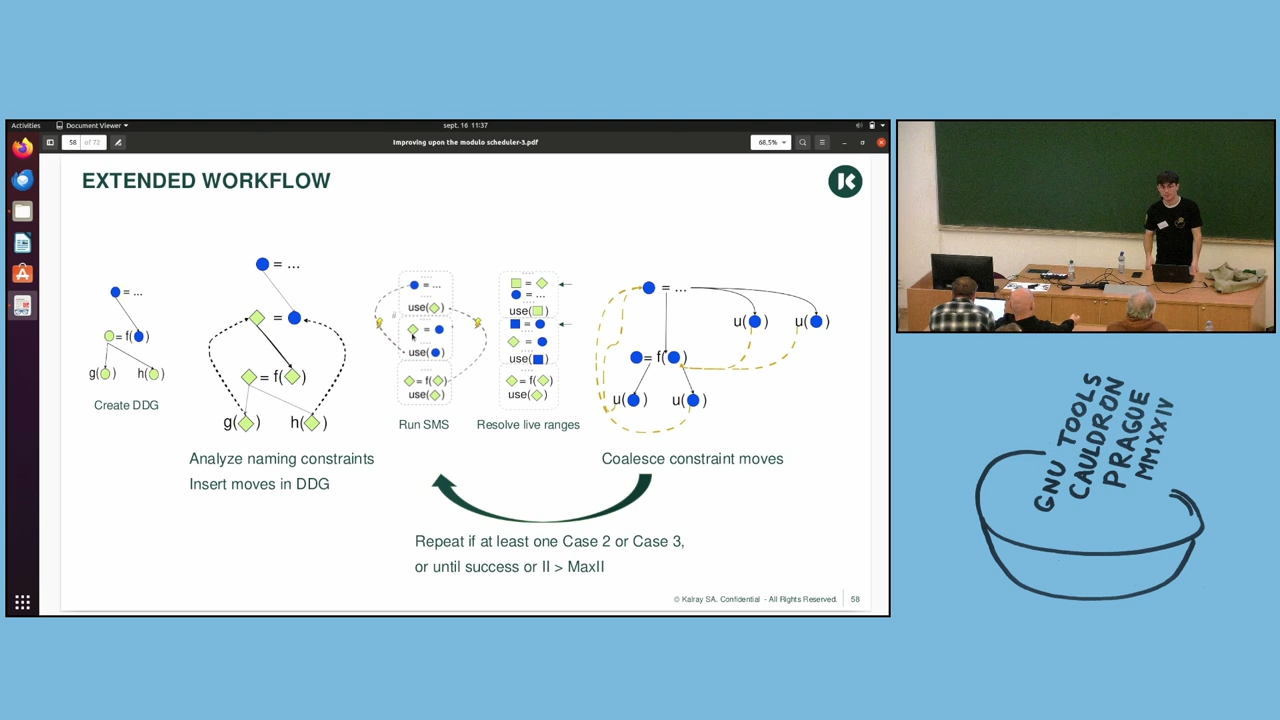 Activities
Document Viewer
sept. 16 11:37
58
of 72
Improving upon the modulo scheduler-3.pdf
68,5%
EXTENDED WORKFLOW
= ...
= f( )
g( )
h( )
Create DDG
= ...
=
= f( )
g( )
h( )
Analyze naming constraints
Insert moves in DDG
....
= ...
....
use( )
....
=
....
use( )
....
= f( )
use( )
....
Run SMS
....
=
= ...
....
use( )
....
=
....
=
....
use( )
....
= f( )
use( )
....
Resolve live ranges
= ...
u( )
u( )
= f( )
u( )
u( )
Coalesce constraint moves
Repeat if at least one Case 2 or Case 3,
or until success or II > MaxII
© Kalray SA. Confidential - All Rights Reserved.
58
GNU TOOLS
CAULDRON
PRAGUE
MMXXIV